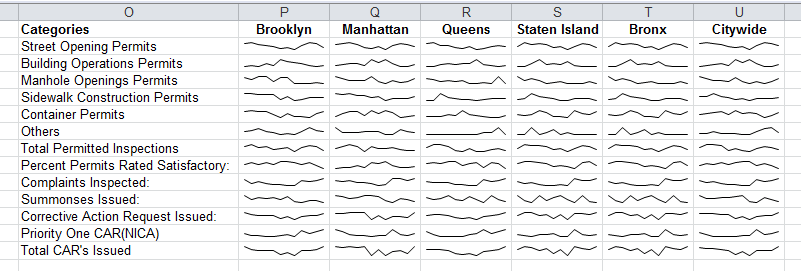 O P Q R S T U
Categories Brooklyn Manhattan Queens Staten Island Bronx Citywide
Street Opening Permits
Building Operations Permits
Manhole Openings Permits
Sidewalk Construction Permits
Container Permits
Others
Total Permitted Inspections
Percent Permits Rated Satisfactory:
Complaints Inspected:
Summonses Issued:
Corrective Action Request Issued:
Priority One CAR(NICA)
Total CAR's Issued